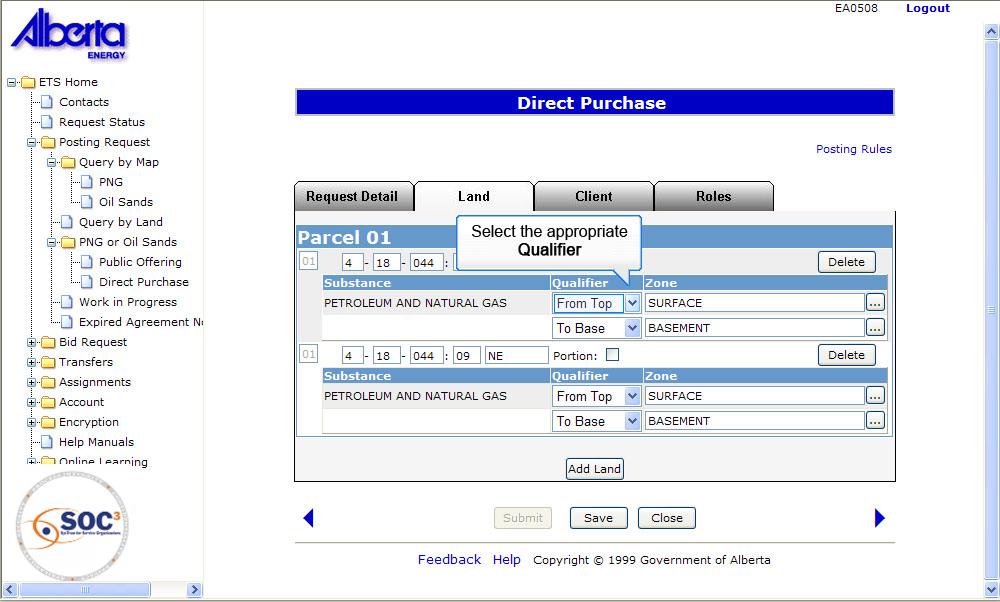 EA0508 Logout
Alberta
ENERGY
ETS Home
Contacts
Request Status
Posting Request
Query by Map
PNG
Oil Sands
Query by Land
PNG or Oil Sands
Public Offering
Direct Purchase
Work in Progress
Expired Agreement No
Bid Request
Transfers
Assignments
Account
Encryption
Help Manuals
Online Learning
SOC3
SysTrust for Service Organizations
Direct Purchase
Posting Rules
Request Detail Land Client Roles
Select the appropriate
Qualifier
Parcel 01
01 4 - 18 - 044 : Delete
Substance Qualifier Zone
PETROLEUM AND NATURAL GAS From Top SURFACE ...
To Base BASEMENT ...
01 4 - 18 - 044 : 09 NE Portion: Delete
Substance Qualifier Zone
PETROLEUM AND NATURAL GAS From Top SURFACE ...
To Base BASEMENT ...
Add Land
Submit Save Close
Feedback Help Copyright © 1999 Government of Alberta